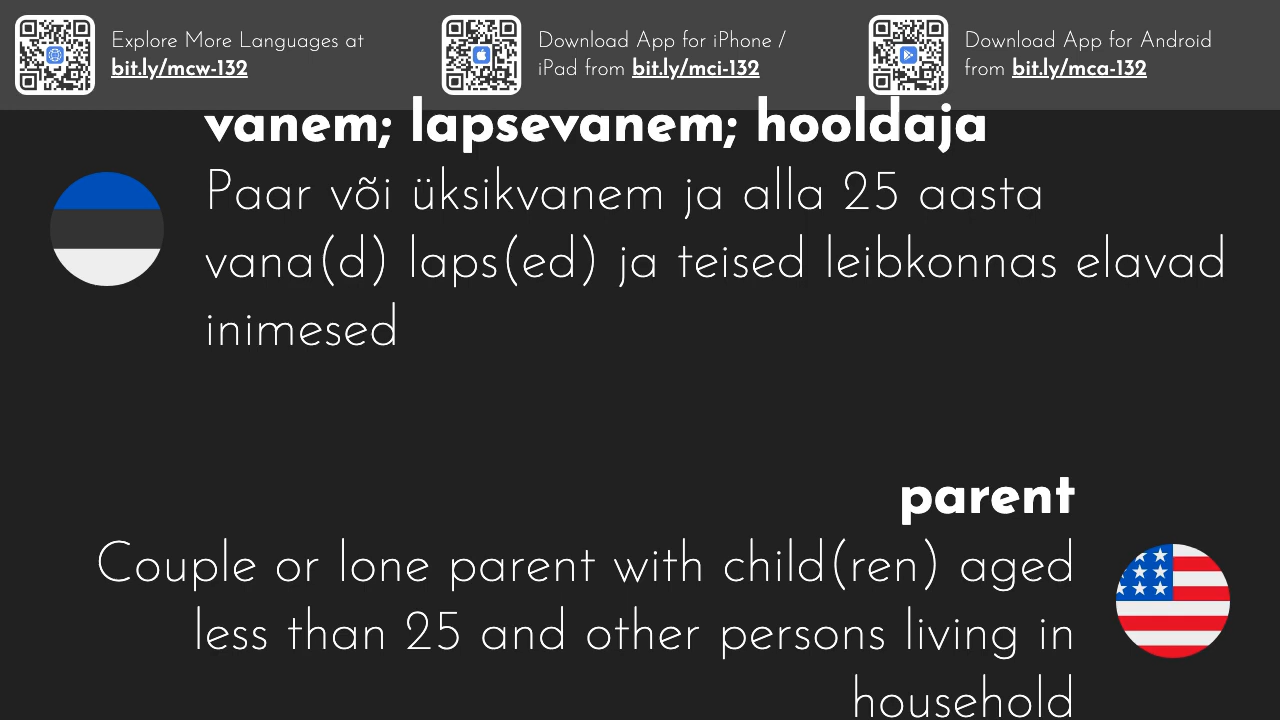 Explore More Languages at
bit.ly/mcw-132
Download App for iPhone /
iPad from bit.ly/mci-132
Download App for Android
from bit.ly/mca-132
vanem; lapsevanem; hooldaja
Paar või üksikvanem ja alla 25 aasta
vana(d) laps(ed) ja teised leibkonnas elavad
inimesed
parent
Couple or lone parent with child(ren) aged
less than 25 and other persons living in
household